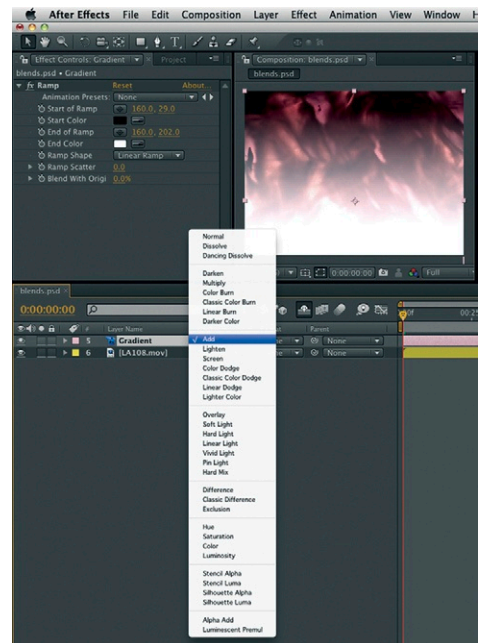 After Effects File Edit Composition Layer Effect Animation View Window H
Effect Controls: Gradient Project
Composition: blends.psd
blends.psd • Gradient
blends.psd
fx Ramp Reset About...
Animation Presets: None
Start of Ramp 160.0, 29.0
Start Color
End of Ramp 160.0, 202.0
End Color
Ramp Shape Linear Ramp
Ramp Scatter 0.0
Blend With Origi 0.0%
0:00:00:00 Full
blends.psd
0:00:00:00
00f 00:25
# Layer Name Parent
5 Gradient None
6 [LA108.mov] None
Normal
Dissolve
Dancing Dissolve
Darken
Multiply
Color Burn
Classic Color Burn
Linear Burn
Darker Color
Add
Lighten
Screen
Color Dodge
Classic Color Dodge
Linear Dodge
Lighter Color
Overlay
Soft Light
Hard Light
Linear Light
Vivid Light
Pin Light
Hard Mix
Difference
Classic Difference
Exclusion
Hue
Saturation
Color
Luminosity
Stencil Alpha
Stencil Luma
Silhouette Alpha
Silhouette Luma
Alpha Add
Luminescent Premul